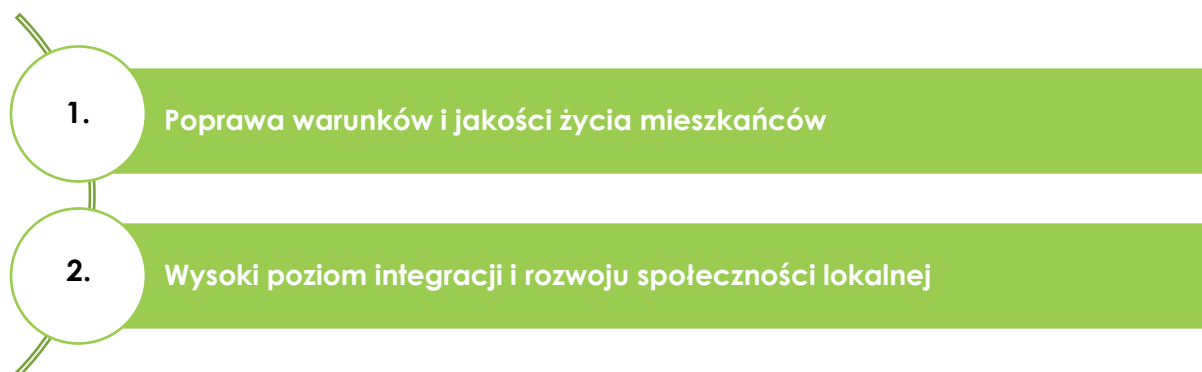 1. Poprawa warunków i jakości życia mieszkańców
2. Wysoki poziom integracji i rozwoju społeczności lokalnej